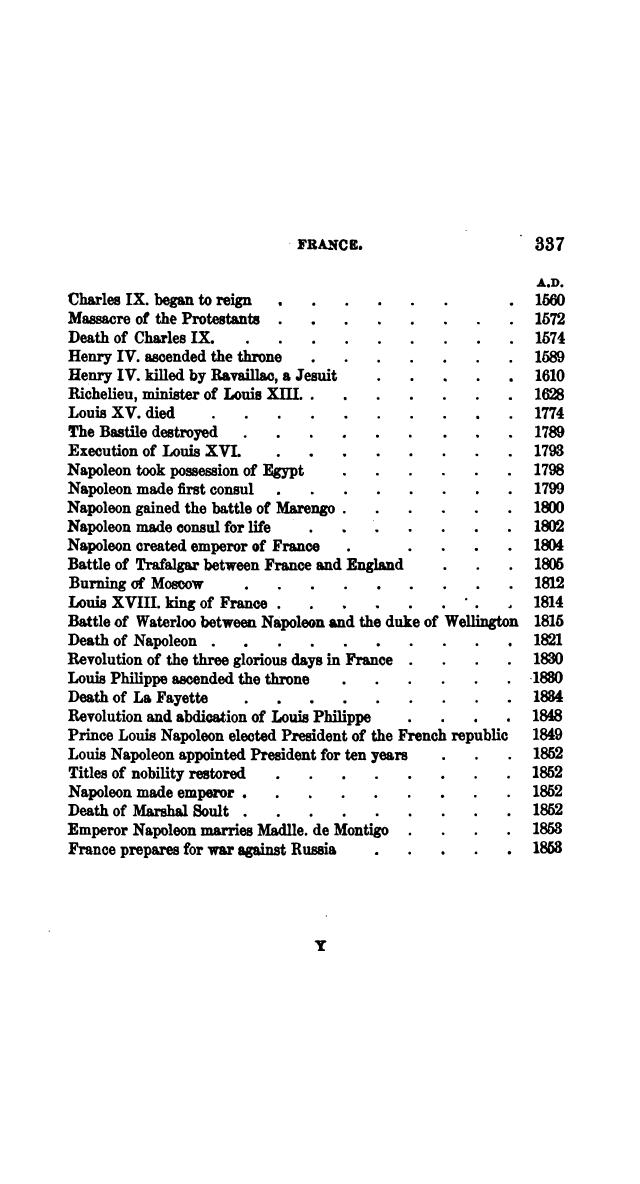 FRANCE. 337
A.D.
Charles IX. began to reign . . . . . . . 1560
Massacre of the Protestants . . . . . . . . 1572
Death of Charles IX. . . . . . . . . . 1574
Henry IV. ascended the throne . . . . . . . 1589
Henry IV. killed by Ravaillac, a Jesuit . . . . . 1610
Richelieu, minister of Louis XIII. . . . . . . . 1628
Louis XV. died . . . . . . . . . . 1774
The Bastile destroyed . . . . . . . . . 1789
Execution of Louis XVI. . . . . . . . . 1793
Napoleon took possession of Egypt . . . . . . 1798
Napoleon made first consul . . . . . . . . 1799
Napoleon gained the battle of Marengo . . . . . . 1800
Napoleon made consul for life . . . . . . . 1802
Napoleon created emperor of France . . . . . 1804
Battle of Trafalgar between France and England . . . 1805
Burning of Moscow . . . . . . . . . 1812
Louis XVIII. king of France . . . . . . . . 1814
Battle of Waterloo between Napoleon and the duke of Wellington 1815
Death of Napoleon . . . . . . . . . . 1821
Revolution of the three glorious days in France . . . . 1830
Louis Philippe ascended the throne . . . . . . 1830
Death of La Fayette . . . . . . . . . 1834
Revolution and abdication of Louis Philippe . . . . 1848
Prince Louis Napoleon elected President of the French republic 1849
Louis Napoleon appointed President for ten years . . . 1852
Titles of nobility restored . . . . . . . . 1852
Napoleon made emperor . . . . . . . . . 1852
Death of Marshal Soult . . . . . . . . . 1852
Emperor Napoleon marries Madlle. de Montigo . . . . 1853
France prepares for war against Russia . . . . . 1853
Y